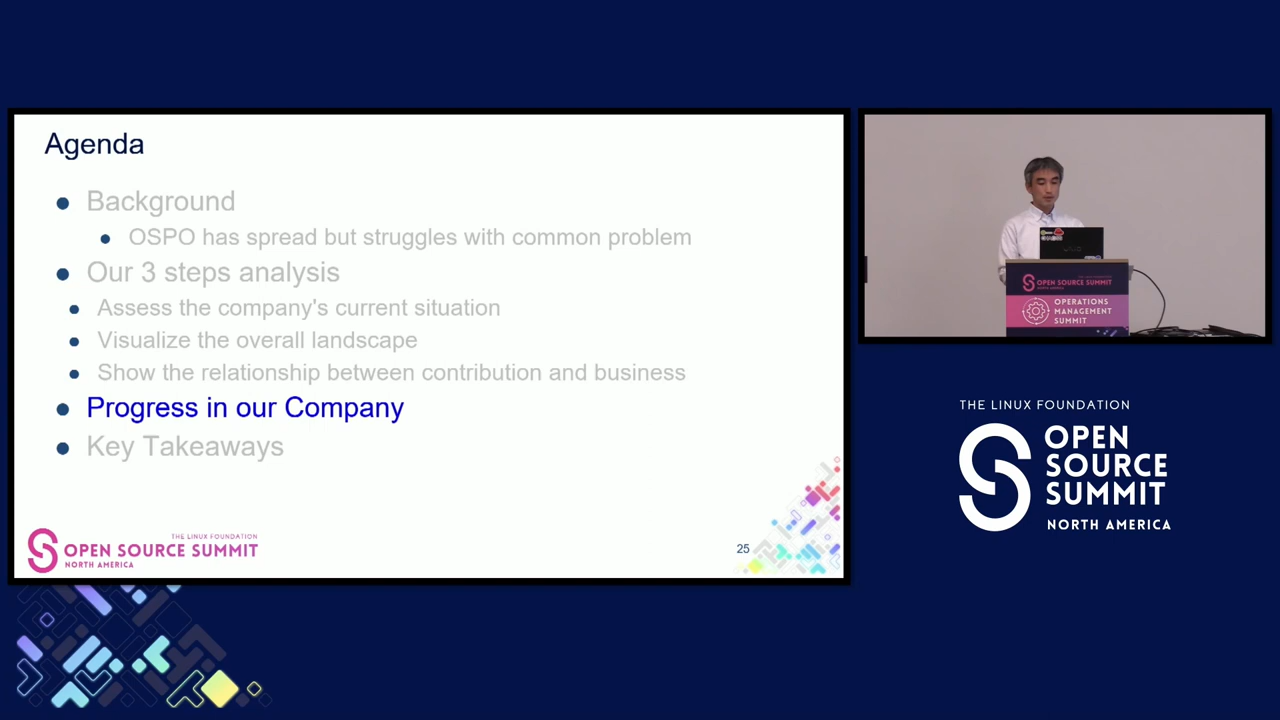 Agenda
Background
OSPO has spread but struggles with common problem
Our 3 steps analysis
Assess the company's current situation
Visualize the overall landscape
Show the relationship between contribution and business
Progress in our Company
Key Takeaways
THE LINUX FOUNDATION
OPEN SOURCE SUMMIT
NORTH AMERICA
25
OPEN SOURCE SUMMIT
NORTH AMERICA
OPERATIONS
MANAGEMENT
SUMMIT
THE LINUX FOUNDATION
OPEN
SOURCE
SUMMIT
NORTH AMERICA